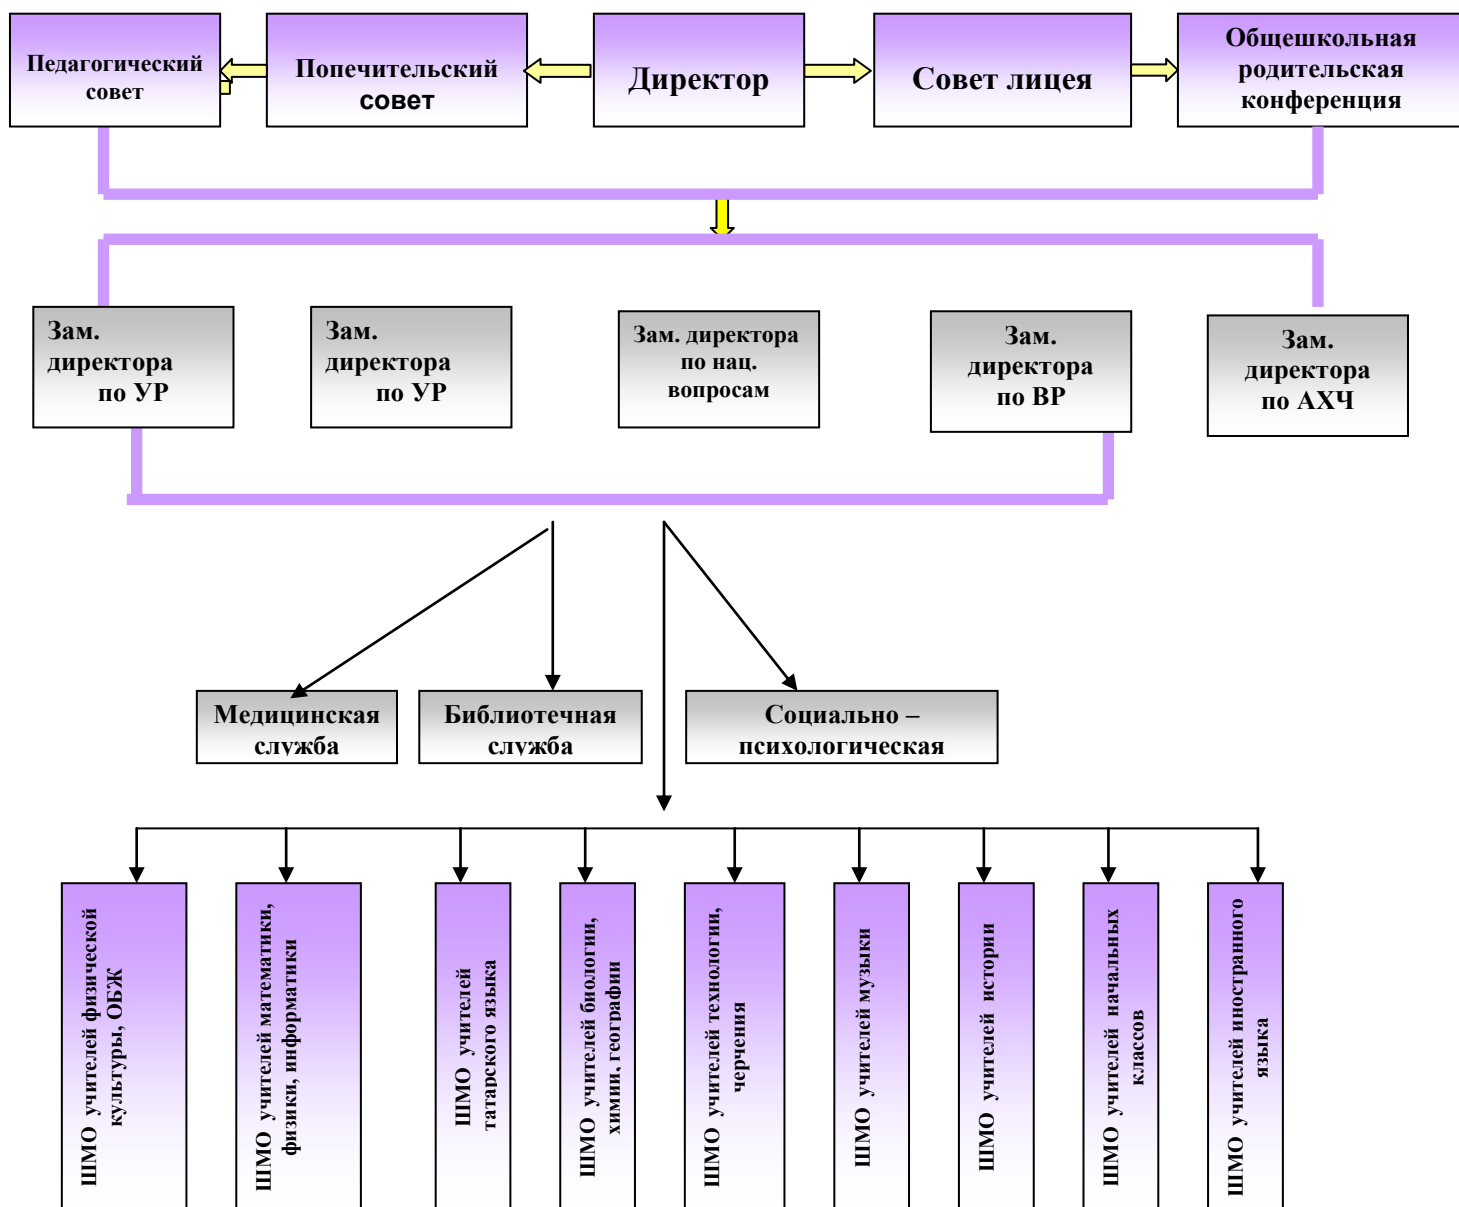 Педагогический
совет
Попечительский
совет
Директор
Совет лицея
Общешкольная
родительская
конференция
Зам.
директора
по УР
Зам.
директора
по УР
Зам. директора
по нац.
вопросам
Зам.
директора
по ВР
Зам.
директора
по АХЧ
Медицинская
служба
Библиотечная
служба
Социально –
психологическая
ШМО учителей физической
культуры, ОБЖ
ШМО учителей математики,
физики, информатики
ШМО учителей
татарского языка
ШМО учителей биологии,
химии, географии
ШМО учителей технологии,
черчения
ШМО учителей музыки
ШМО учителей истории
ШМО учителей начальных
классов
ШМО учителей иностранного
языка